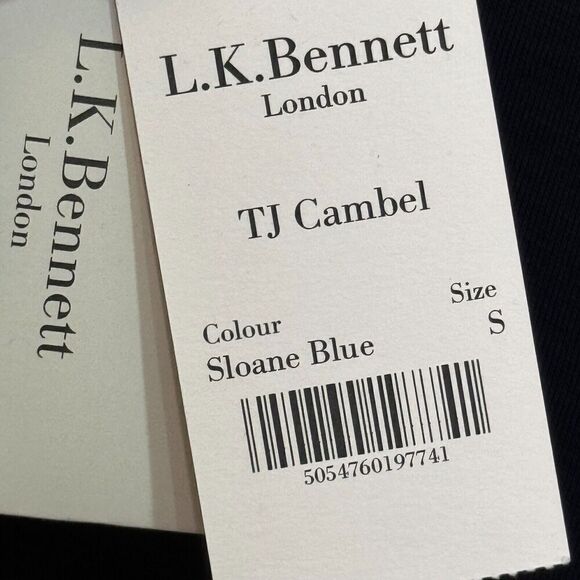 L.K.Bennett
London
L.K.Bennett
London
TJ Cambel
Colour
Size
Sloane Blue
S
5054760197741